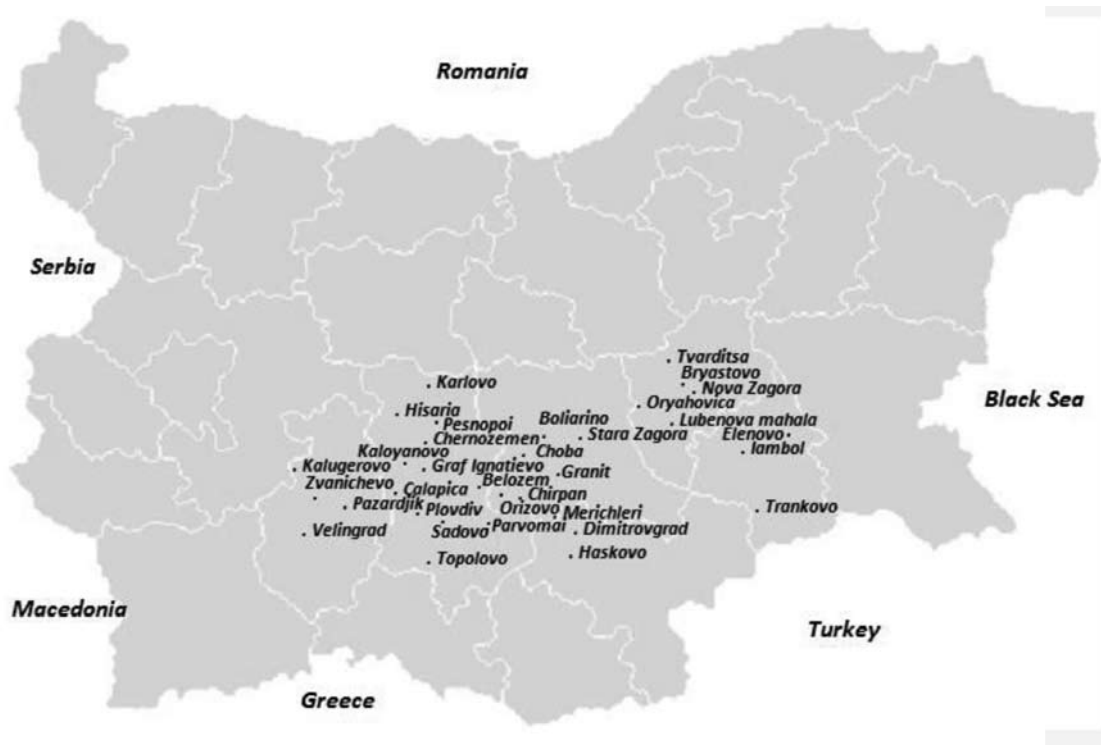 Romania
Serbia
Tvarditsa
Bryastovo
Karlovo
Nova Zagora
Black Sea
Oryahovica
Hisaria
Boliarino
Lubenova mahala
Pesnopoi
Stara Zagora
Elenovo
Chernozemen
Iambol
Kaloyanovo
Choba
Kalugerovo
Graf Ignatievo
Granit
Zvanichevo
Belozem
Calapica
Chirpan
Pazardjik
Plovdiv
Orizovo
Merichleri
Trankovo
Velingrad
Sadovo
Parvomai
Dimitrovgrad
Topolovo
Haskovo
Macedonia
Turkey
Greece